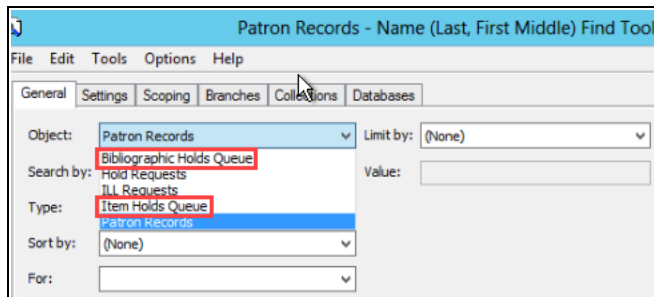 Patron Records - Name (Last, First Middle) Find Tool
File Edit Tools Options Help
General Settings Scoping Branches Collections Databases
Object: Patron Records Limit by: (None)
Bibliographic Holds Queue
Search by: Hold Requests Value:
ILL Requests
Type: Item Holds Queue
Patron Records
Sort by: (None)
For: